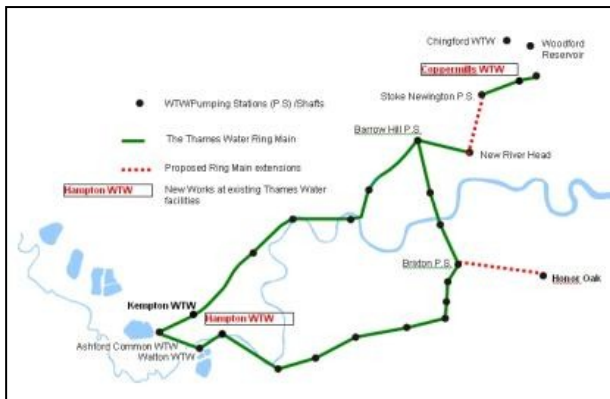 Chingford WTW
Woodford
Reservoir
Coppermills WTW
Stoke Newington P.S.
WTW/Pumping Stations (P.S) /Shafts
Barrow Hill P.S.
The Thames Water Ring Main
New River Head
Proposed Ring Main extensions
Hampton WTW
New Works at existing Thames Water
facilities
Brixton P.S.
Honor Oak
Kempton WTW
Hampton WTW
Ashford Common WTW
Walton WTW